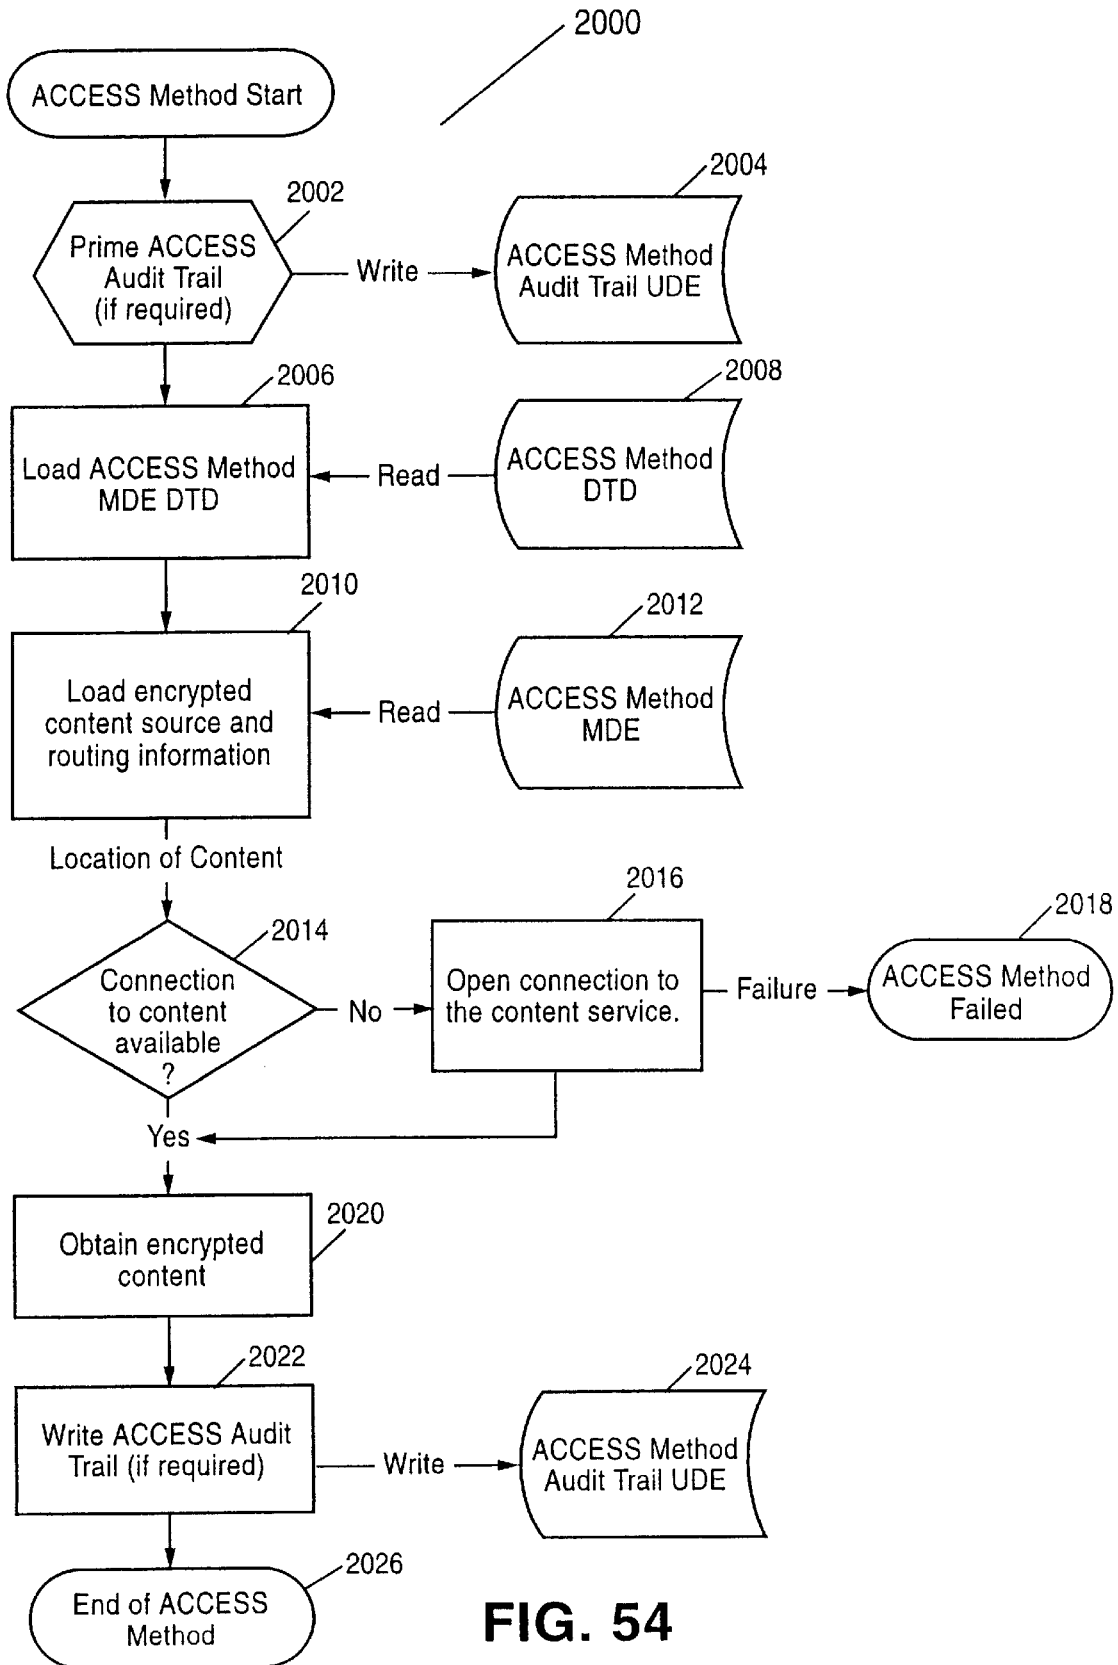 2000
ACCESS Method Start
2002
Prime ACCESS
Audit Trail
(if required)
Write
2004
ACCESS Method
Audit Trail UDE
2006
Load ACCESS Method
MDE DTD
Read
2008
ACCESS Method
DTD
2010
Load encrypted
content source and
routing information
Read
2012
ACCESS Method
MDE
Location of Content
2014
Connection
to content
available
?
No
2016
Open connection to
the content service.
Failure
2018
ACCESS Method
Failed
Yes
2020
Obtain encrypted
content
2022
Write ACCESS Audit
Trail (if required)
Write
2024
ACCESS Method
Audit Trail UDE
2026
End of ACCESS
Method
FIG. 54